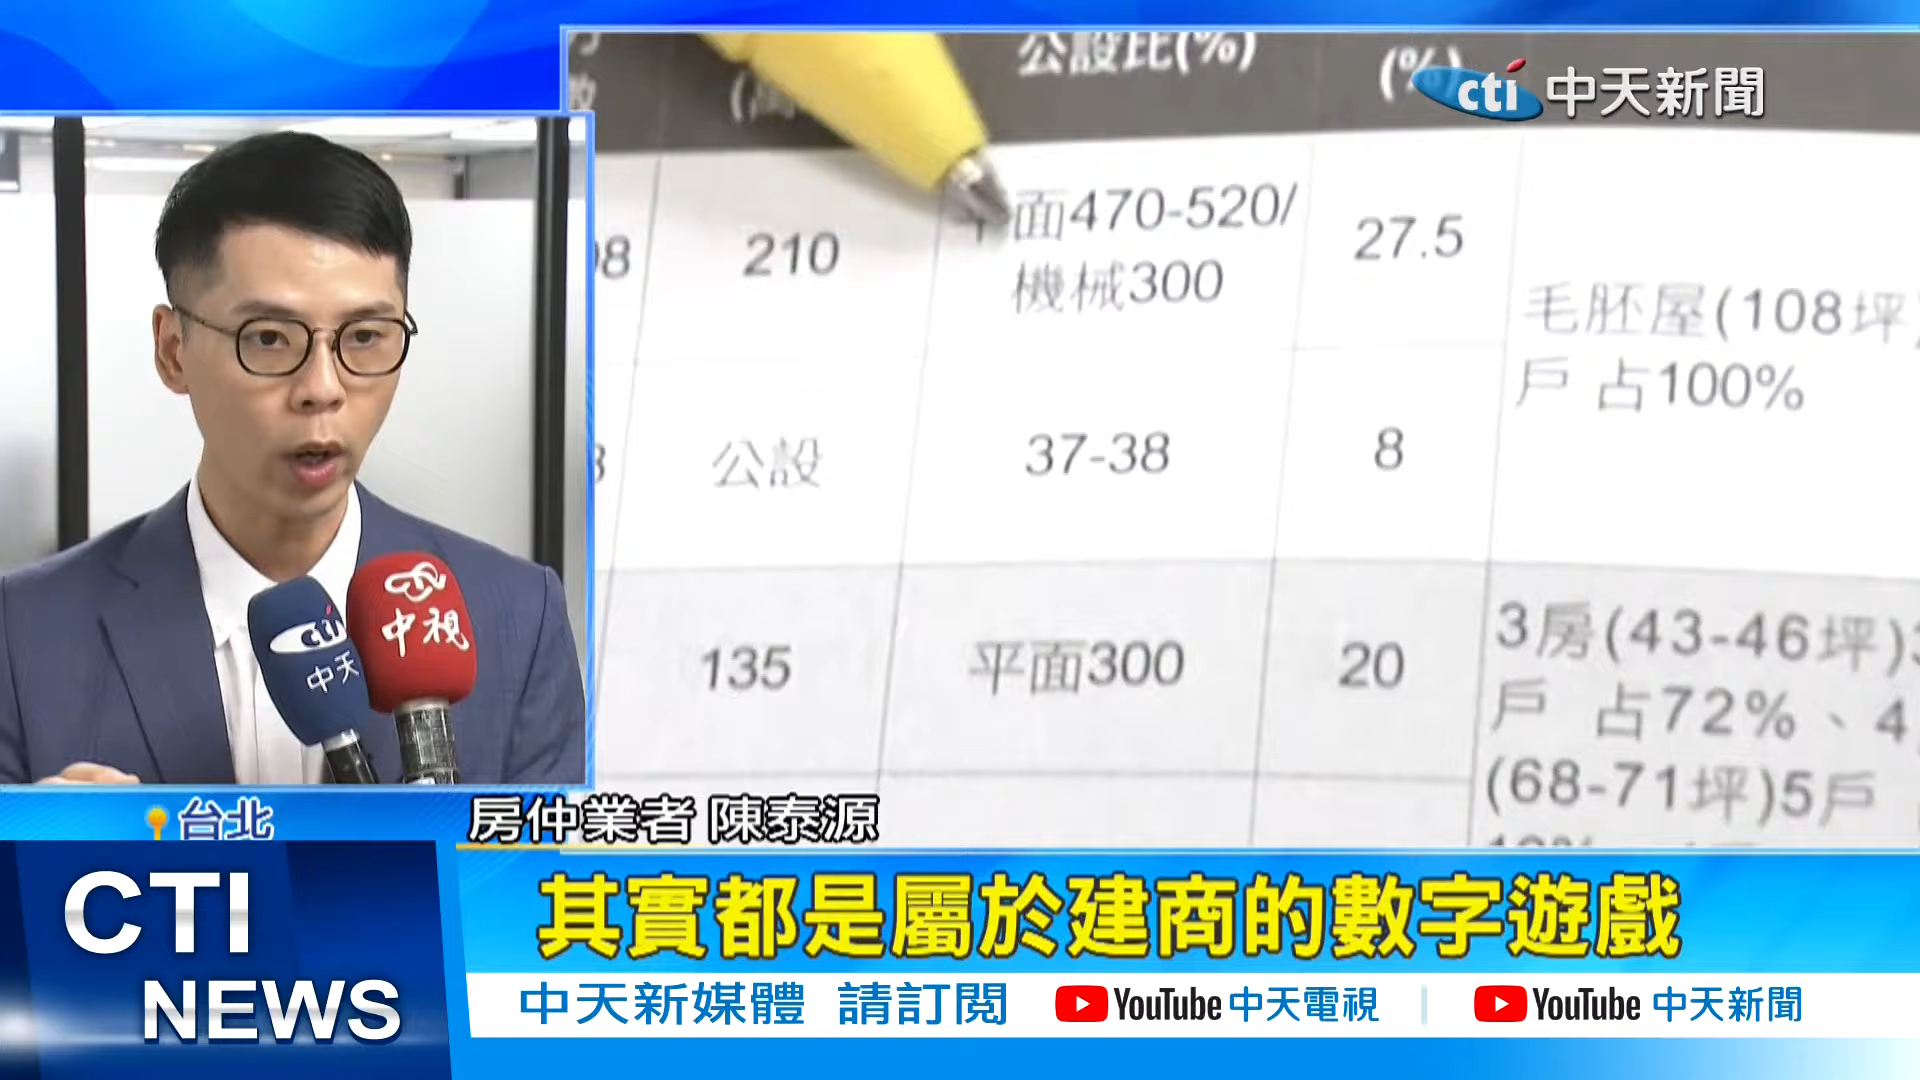 公設比(%)
(%)
cti 中天新聞
210
面470-520/
機械300
27.5
毛胚屋(108坪)
戶 占100%
公設
37-38
8
135
平面300
20
3房(43-46坪)3
戶 占72%、4
(68-71坪)5戶
cti
中天
中視
台北
房仲業者 陳泰源
CTI
NEWS
其實都是屬於建商的數字遊戲
中天新媒體 請訂閱 YouTube 中天電視 | YouTube 中天新聞